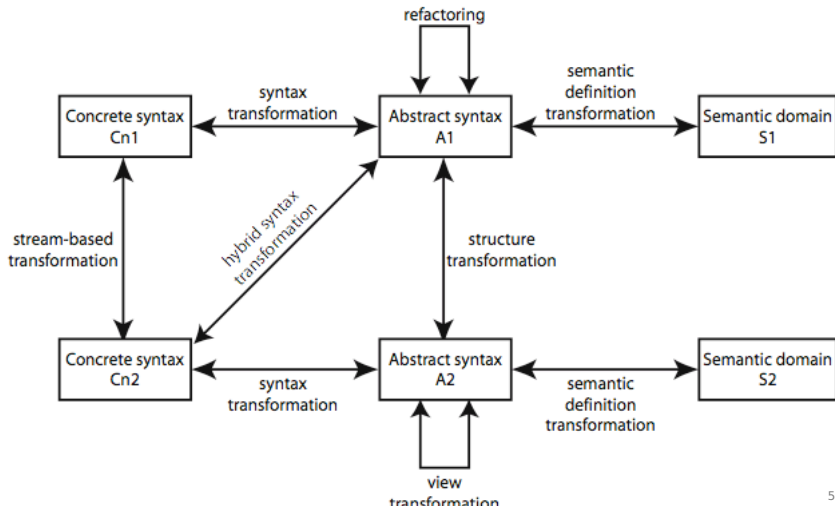 refactoring
syntax
transformation
semantic
definition
transformation
Concrete syntax
Cn1
Abstract syntax
A1
Semantic domain
S1
stream-based
transformation
hybrid syntax
transformation
structure
transformation
Concrete syntax
Cn2
Abstract syntax
A2
Semantic domain
S2
syntax
transformation
semantic
definition
transformation
view
transformation
5